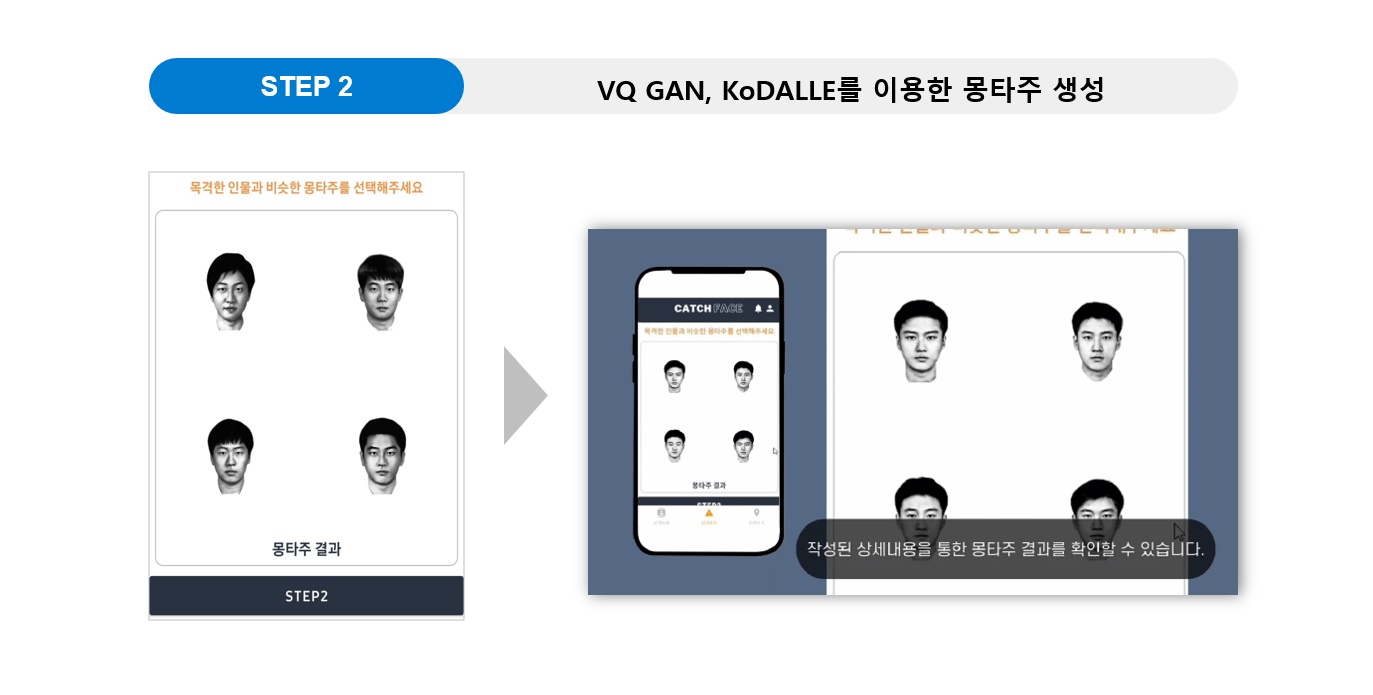 STEP 2
VQ GAN, KoDALLE를 이용한 몽타주 생성
목격한 인물과 비슷한 몽타주를 선택해주세요
몽타주 결과
STEP2
CATCH FACE
목격한 인물과 비슷한 몽타주를 선택해주세요
몽타주 결과
STEP2
작성된 상세내용을 통한 몽타주 결과를 확인할 수 있습니다.